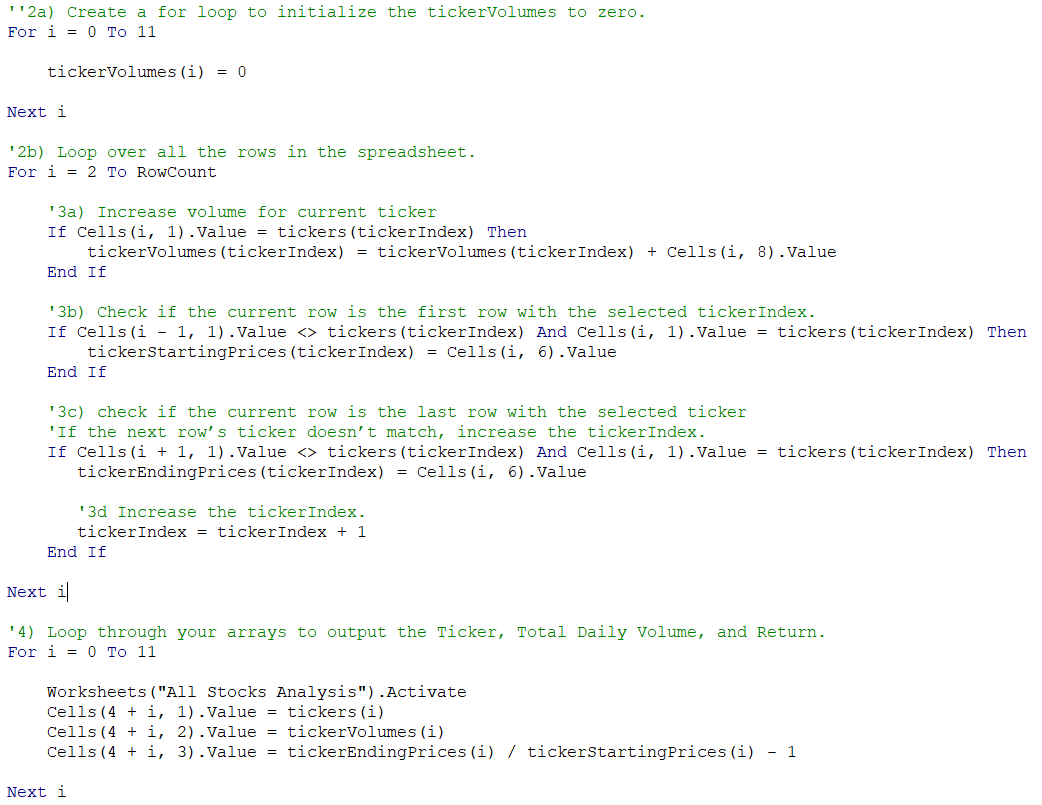 ''2a) Create a for loop to initialize the tickerVolumes to zero.
For i = 0 To 11
tickerVolumes(i) = 0
Next i
'2b) Loop over all the rows in the spreadsheet.
For i = 2 To RowCount
'3a) Increase volume for current ticker
If Cells(i, 1).Value = tickers(tickerIndex) Then
tickerVolumes(tickerIndex) = tickerVolumes(tickerIndex) + Cells(i, 8).Value
End If
'3b) Check if the current row is the first row with the selected tickerIndex.
If Cells(i - 1, 1).Value <> tickers(tickerIndex) And Cells(i, 1).Value = tickers(tickerIndex) Then
tickerStartingPrices(tickerIndex) = Cells(i, 6).Value
End If
'3c) check if the current row is the last row with the selected ticker
'If the next row’s ticker doesn’t match, increase the tickerIndex.
If Cells(i + 1, 1).Value <> tickers(tickerIndex) And Cells(i, 1).Value = tickers(tickerIndex) Then
tickerEndingPrices(tickerIndex) = Cells(i, 6).Value
'3d Increase the tickerIndex.
tickerIndex = tickerIndex + 1
End If
Next i
'4) Loop through your arrays to output the Ticker, Total Daily Volume, and Return.
For i = 0 To 11
Worksheets("All Stocks Analysis").Activate
Cells(4 + i, 1).Value = tickers(i)
Cells(4 + i, 2).Value = tickerVolumes(i)
Cells(4 + i, 3).Value = tickerEndingPrices(i) / tickerStartingPrices(i) - 1
Next i